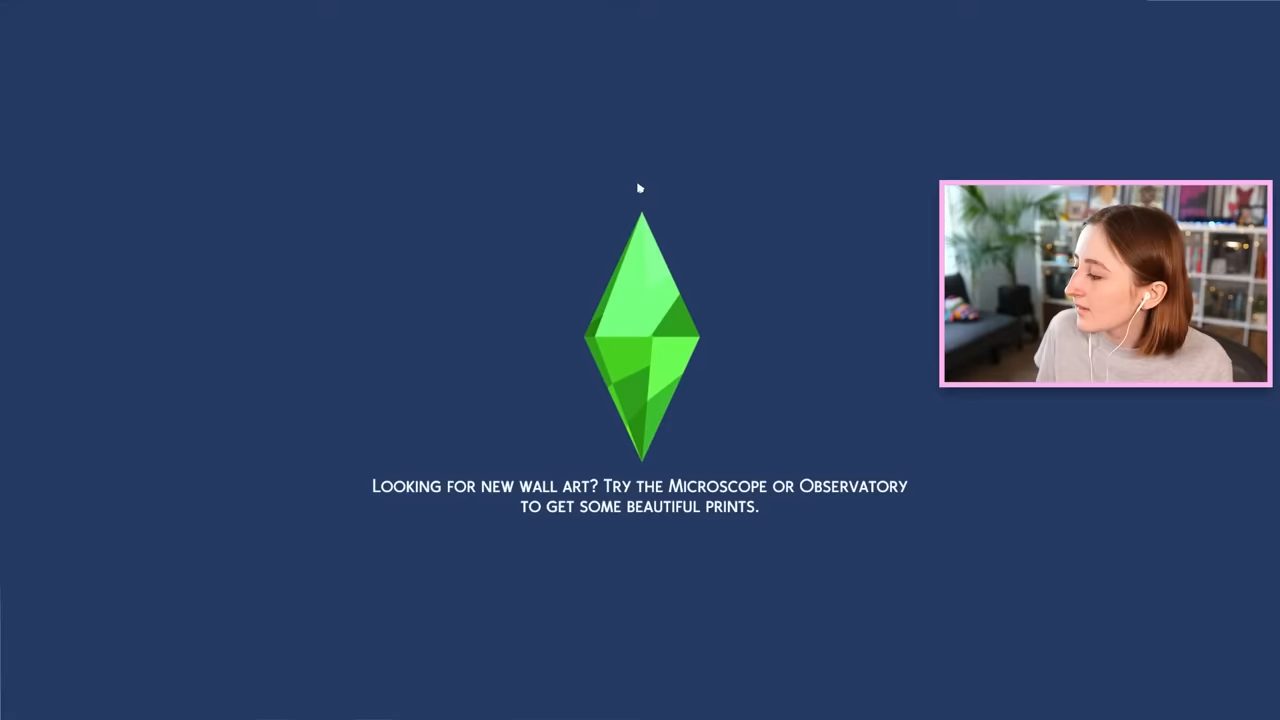 Looking for new wall art? Try the Microscope or Observatory
to get some beautiful prints.